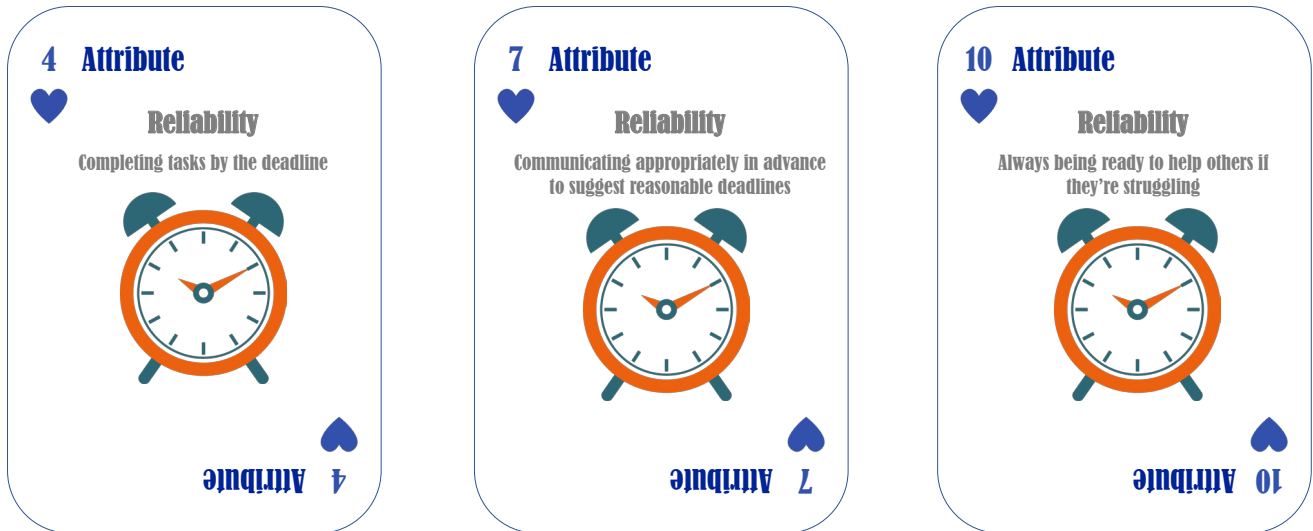 4 Attribute
Reliability
Completing tasks by the deadline
4 Attribute
7 Attribute
Reliability
Communicating appropriately in advance
to suggest reasonable deadlines
7 Attribute
10 Attribute
Reliability
Always being ready to help others if
they're struggling
10 Attribute